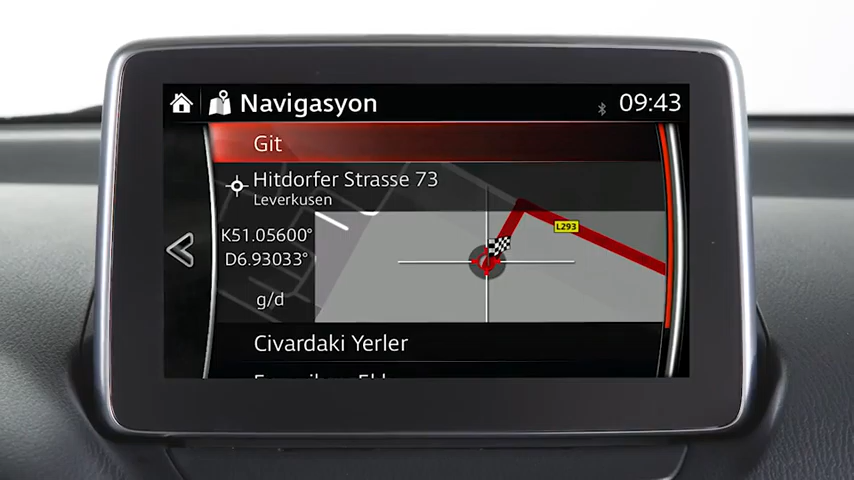 Navigasyon
09:43
Git
Hitdorfer Strasse 73
Leverkusen
L293
K51.05600°
D6.93033°
g/d
Civardaki Yerler